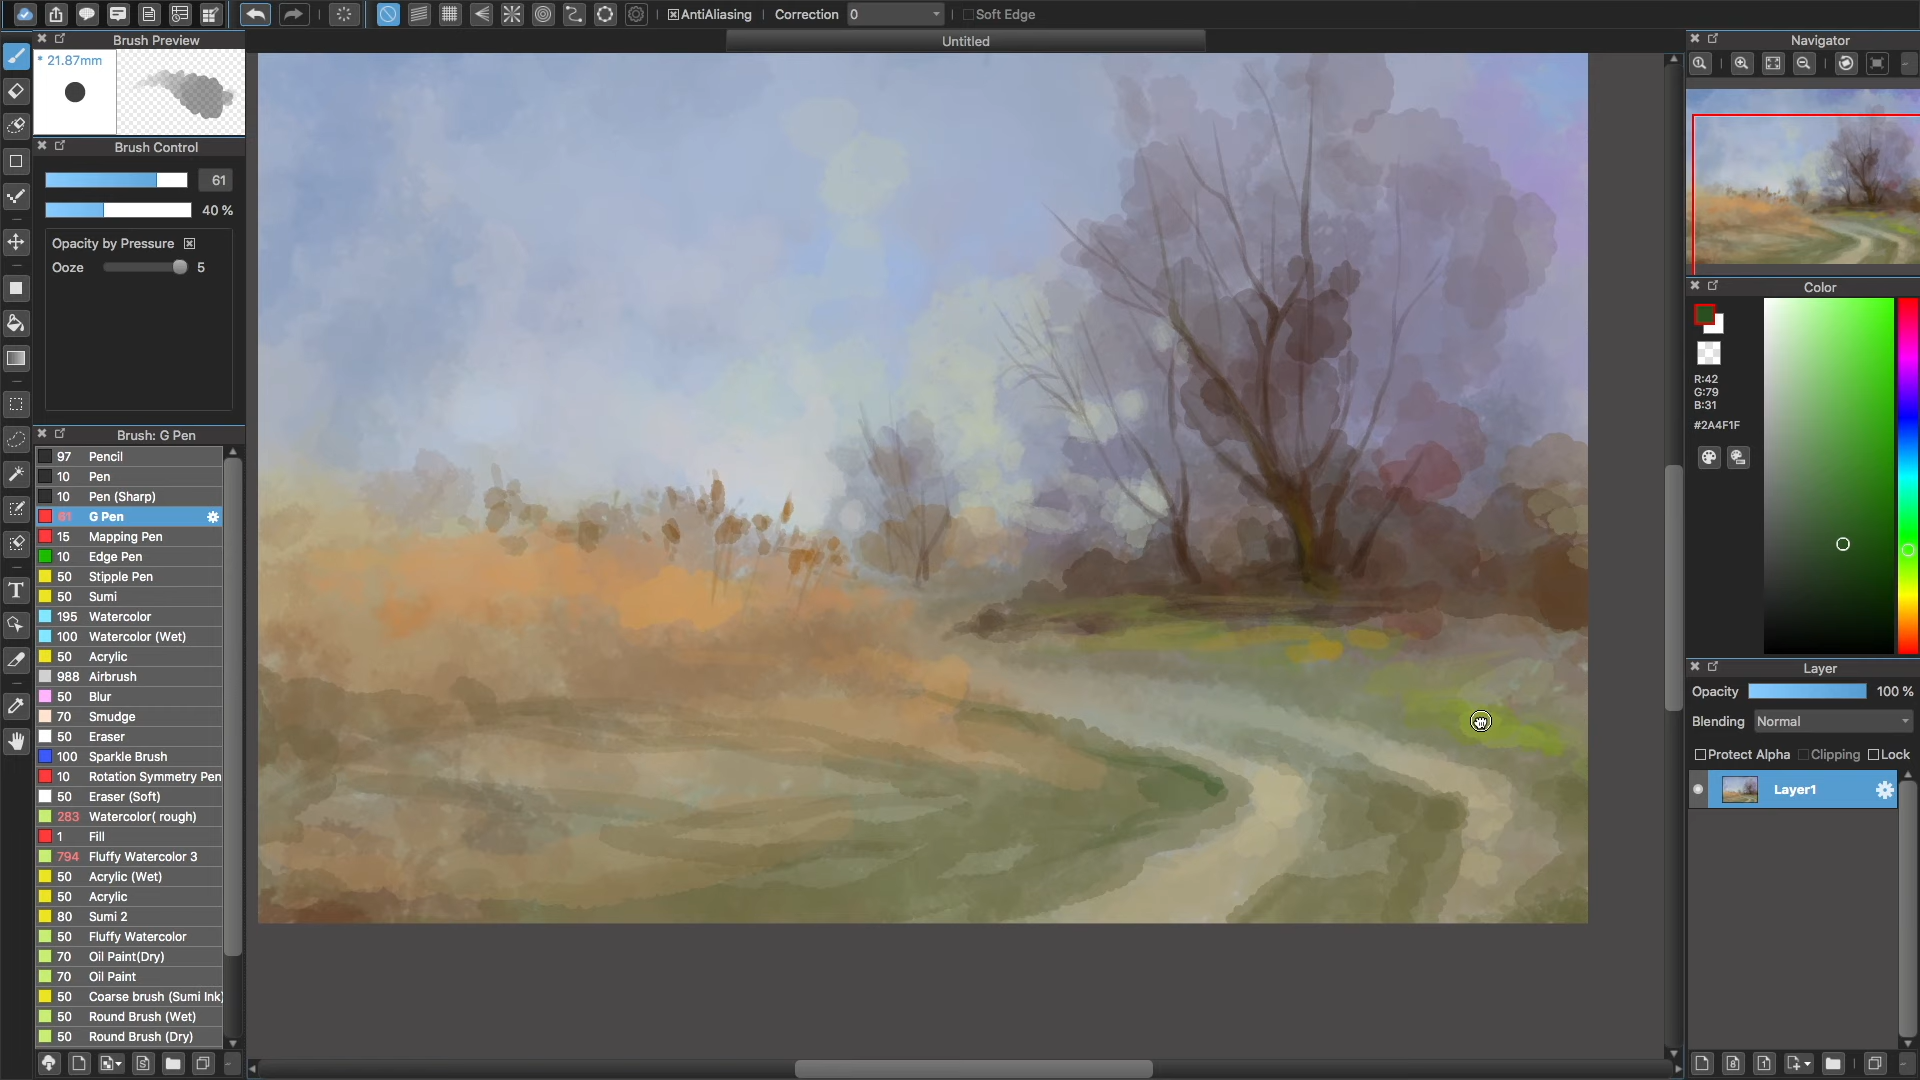 AntiAliasing
Correction 0
Soft Edge
Brush Preview
Untitled
Navigator
* 21.87mm
Brush Control
61
40 %
Opacity by Pressure
Ooze 5
Color
R:42
G:79
B:31
#2A4F1F
Brush: G Pen
97 Pencil
10 Pen
10 Pen (Sharp)
61 G Pen
15 Mapping Pen
10 Edge Pen
50 Stipple Pen
50 Sumi
195 Watercolor
100 Watercolor (Wet)
50 Acrylic
988 Airbrush
50 Blur
70 Smudge
50 Eraser
100 Sparkle Brush
10 Rotation Symmetry Pen
50 Eraser (Soft)
283 Watercolor( rough)
1 Fill
794 Fluffy Watercolor 3
50 Acrylic (Wet)
50 Acrylic
80 Sumi 2
50 Fluffy Watercolor
70 Oil Paint(Dry)
70 Oil Paint
50 Coarse brush (Sumi Ink)
50 Round Brush (Wet)
50 Round Brush (Dry)
Layer
Opacity 100 %
Blending Normal
Protect Alpha Clipping Lock
Layer1